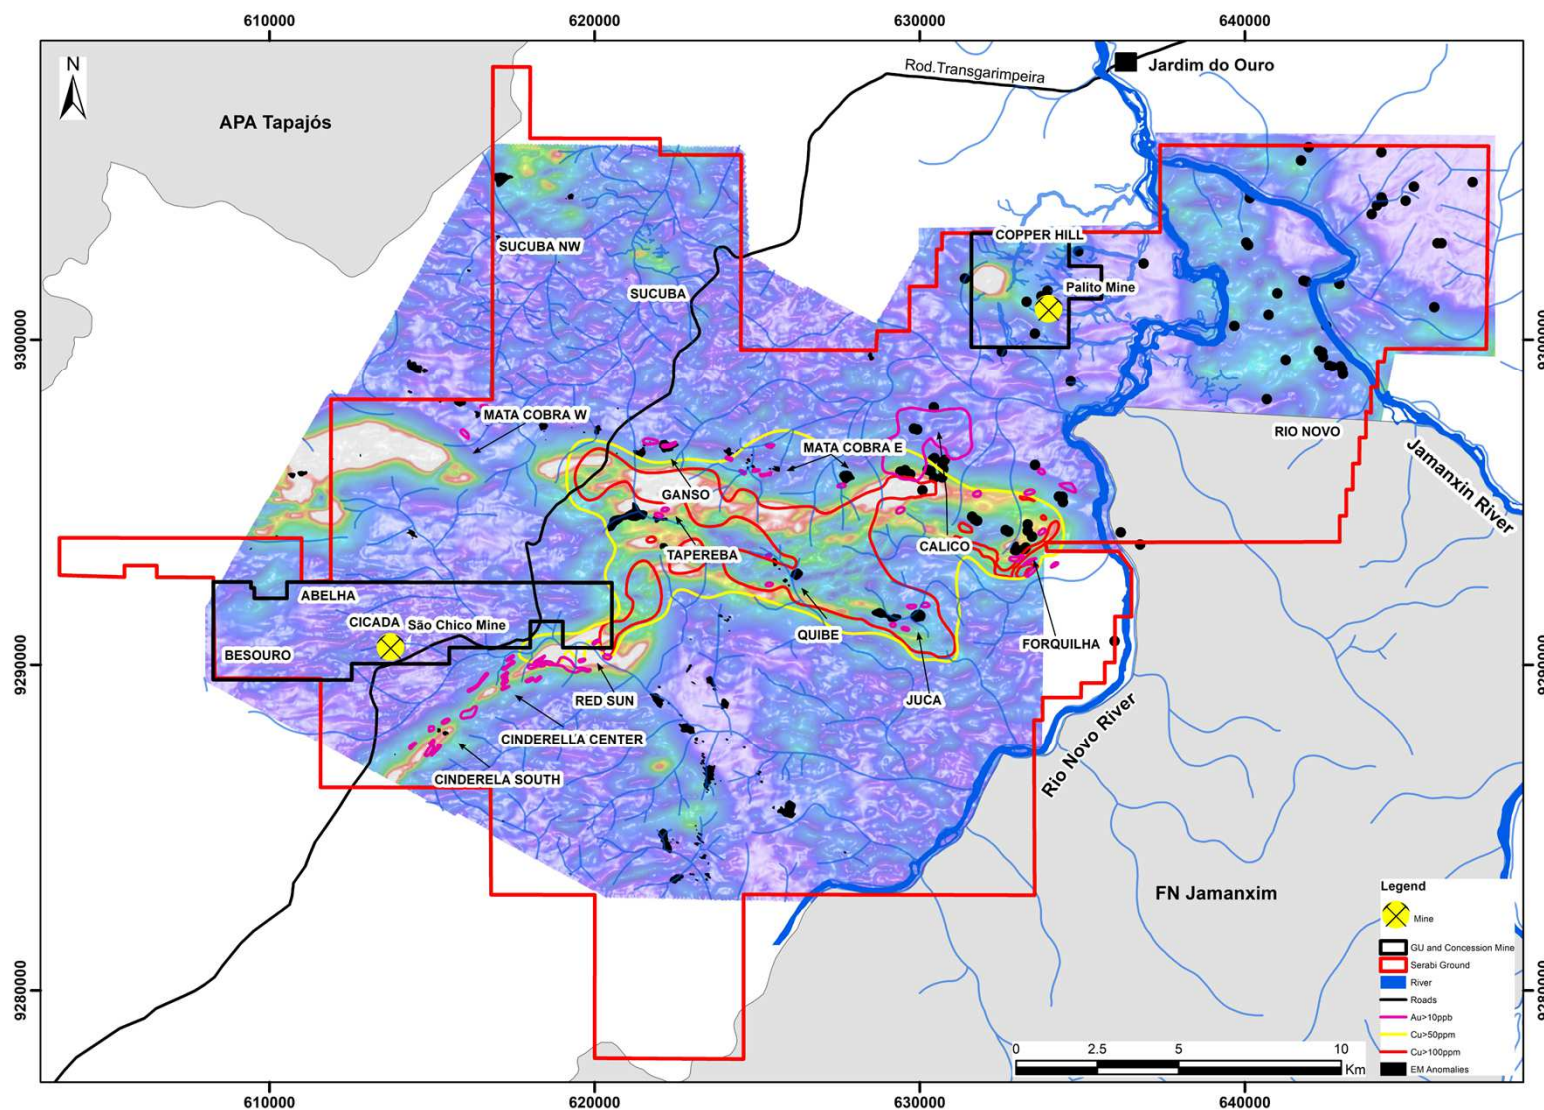 610000
620000
630000
640000
N
Rod.Transgarimpeira
Jardim do Ouro
APA Tapajós
SUCUBA NW
COPPER HILL
Palito Mine
SUCUBA
9300000
9300000
MATA COBRA W
RIO NOVO
Jamanxin River
MATA COBRA E
GANSO
CALICO
TAPEREBA
ABELHA
CICADA
São Chico Mine
QUIBE
FORQUILHA
BESOURO
9290000
9290000
RED SUN
JUCA
CINDERELLA CENTER
Rio Novo River
CINDERELA SOUTH
FN Jamanxim
Legend
Mine
GU and Concession Mine
Serabi Ground
River
Roads
Au>10ppb
Cu>50ppm
Cu>100ppm
EM Anomalies
9280000
9280000
0
2.5
5
10
Km
610000
620000
630000
640000